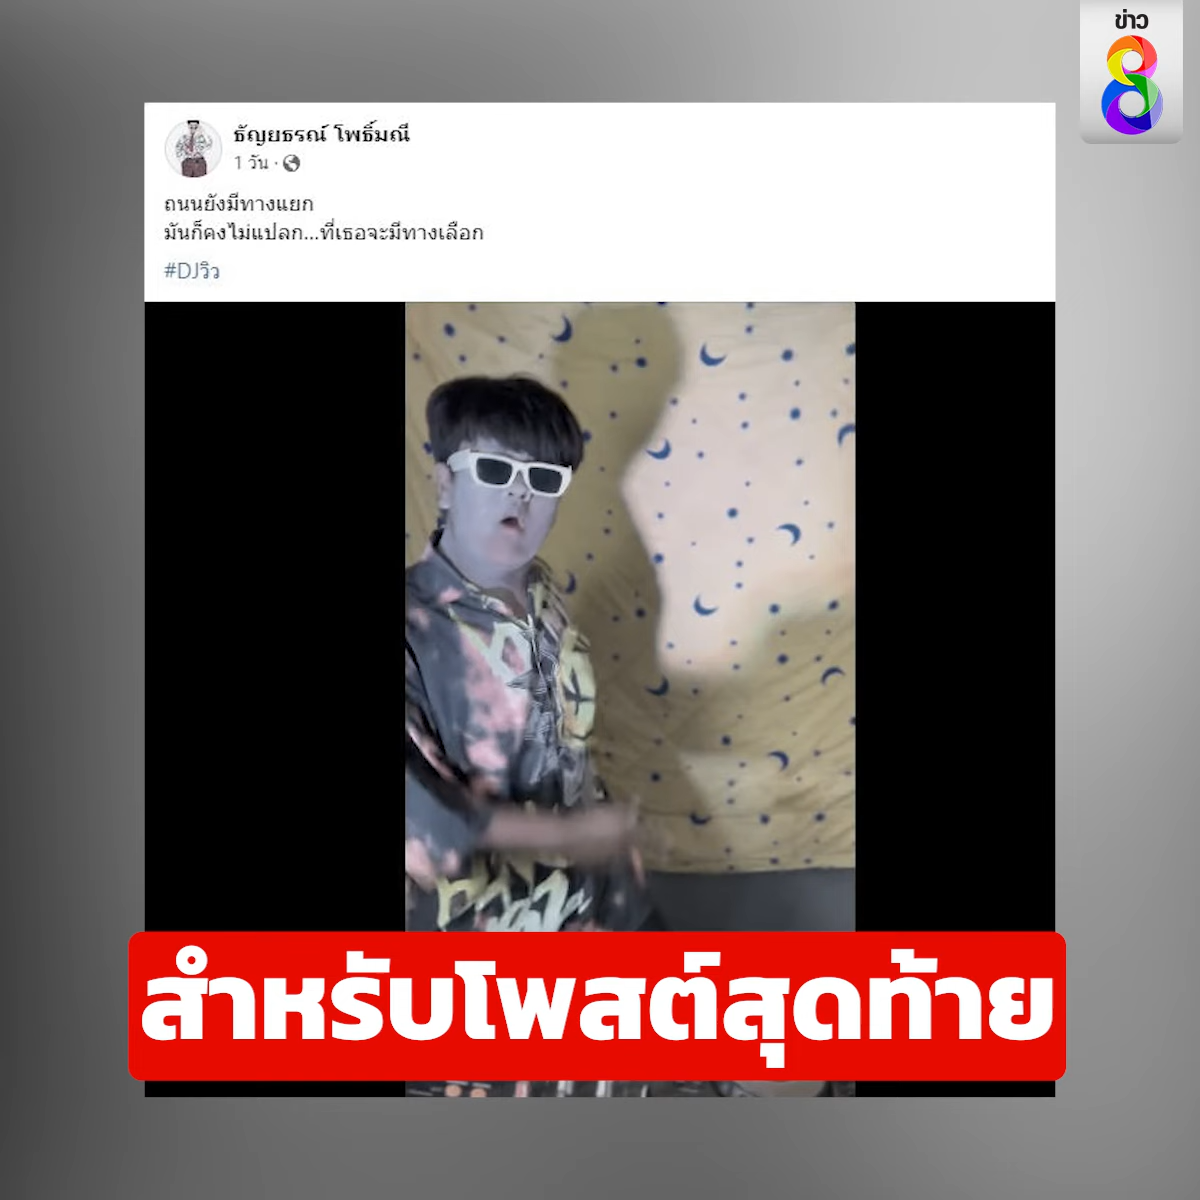 ข่าว
8
ธัญยธรณ์ โพธิ์มณี
1 วัน ·
ถนนยังมีทางแยก
มันก็คงไม่แปลก...ที่เธอจะมีทางเลือก
#DJวิว
สำหรับโพสต์สุดท้าย